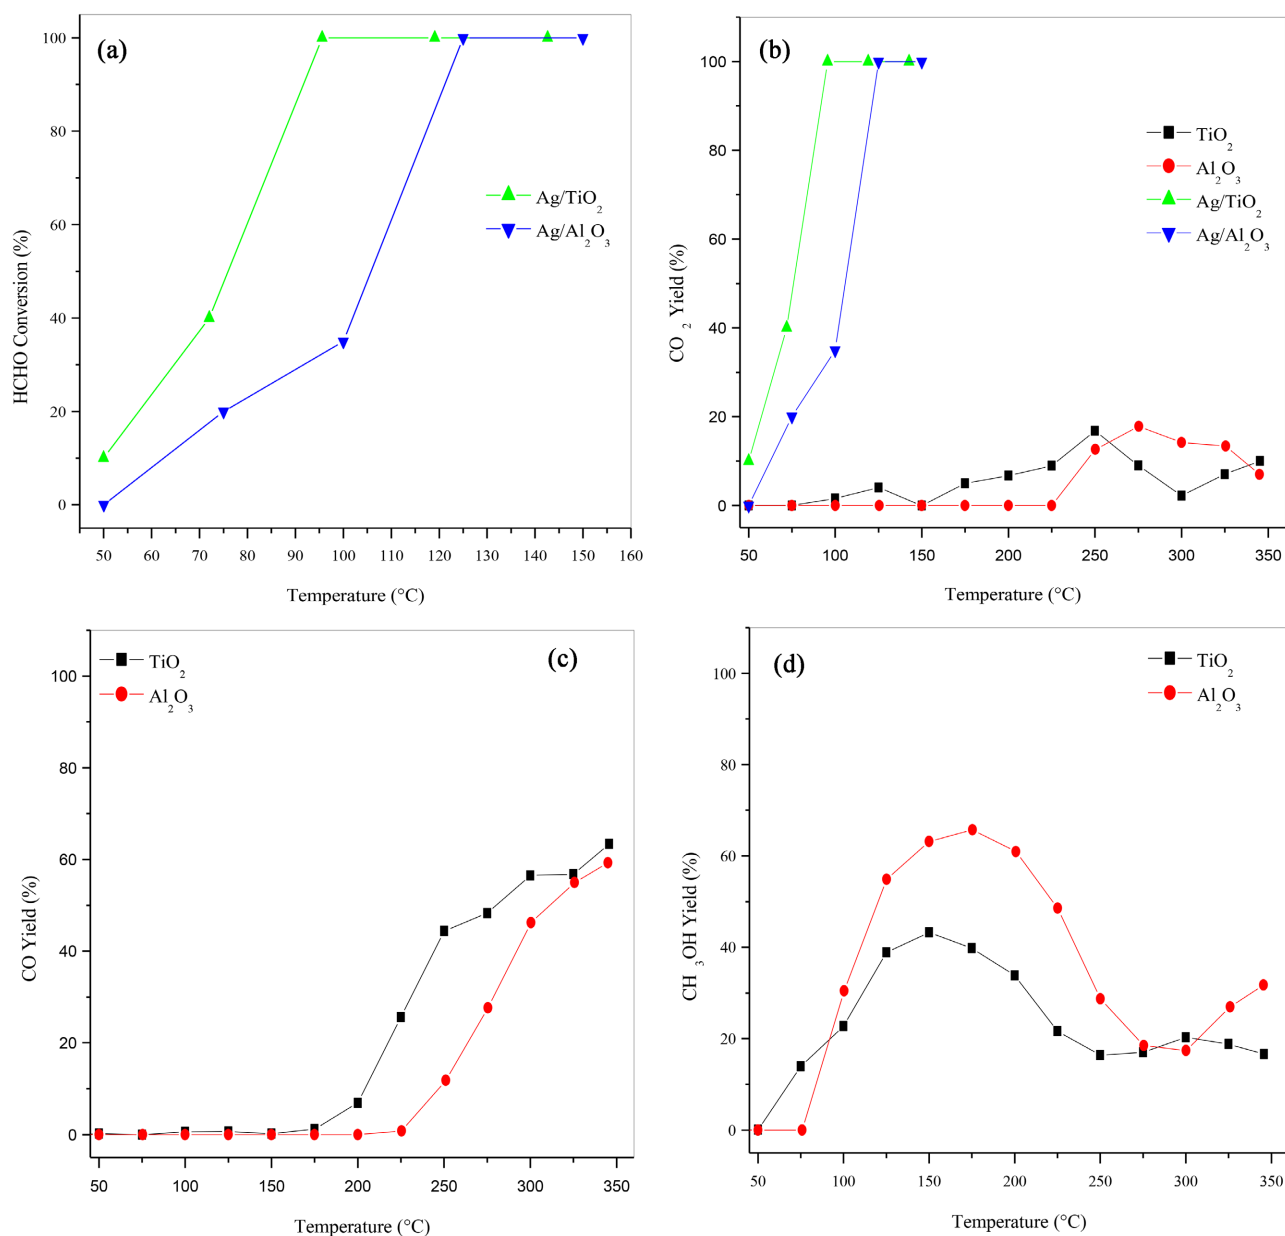 (a)
100
80
60
40
20
0
HCHO Conversion (%)
Ag/TiO₂
Ag/Al₂O₃
50 60 70 80 90 100 110 120 130 140 150 160
Temperature (°C)
(b)
100
80
60
40
20
0
CO₂ Yield (%)
TiO₂
Al₂O₃
Ag/TiO₂
Ag/Al₂O₃
50 100 150 200 250 300 350
Temperature (°C)
(c)
TiO₂
Al₂O₃
100
80
60
40
20
0
CO Yield (%)
50 100 150 200 250 300 350
Temperature (°C)
(d)
TiO₂
Al₂O₃
100
80
60
40
20
0
CH₃OH Yield (%)
50 100 150 200 250 300 350
Temperature (°C)